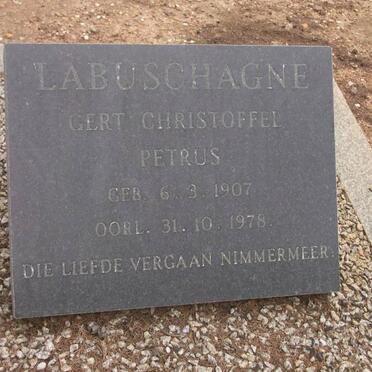 LABUSCHAGNE
GERT CHRISTOFFEL
PETRUS
GEB. 6. 3. 1907
OORL. 31. 10. 1978.
DIE LIEFDE VERGAAN NIMMERMEER.